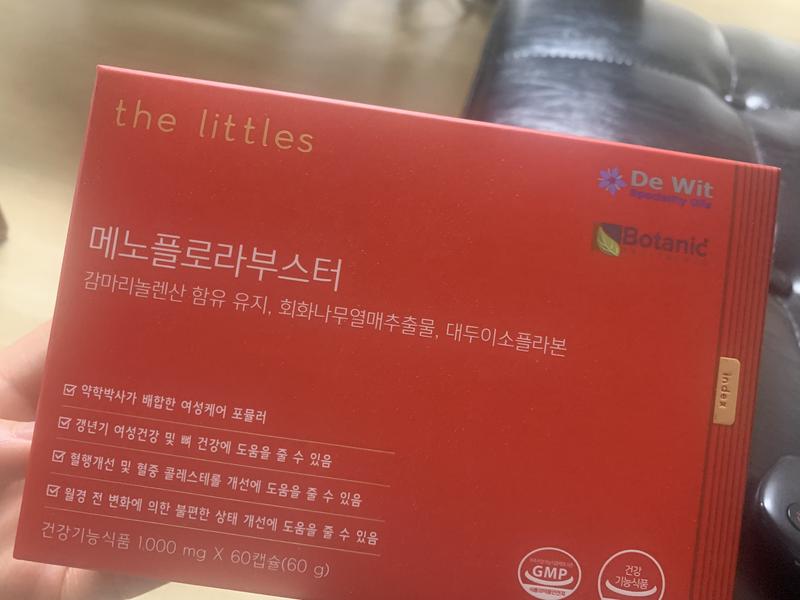 the littles
De Wit
Speciality Oils
Botanic
메노플로라부스터
감마리놀렌산 함유 유지, 회화나무열매추출물, 대두이소플라본
index
약학박사가 배합한 여성케어 포뮬러
갱년기 여성건강 및 뼈 건강에 도움을 줄 수 있음
혈행개선 및 혈중 콜레스테롤 개선에 도움을 줄 수 있음
월경 전 변화에 의한 불편한 상태 개선에 도움을 줄 수 있음
건강기능식품 1,000 mg X 60캡슐(60 g)
GMP
건강
기능식품